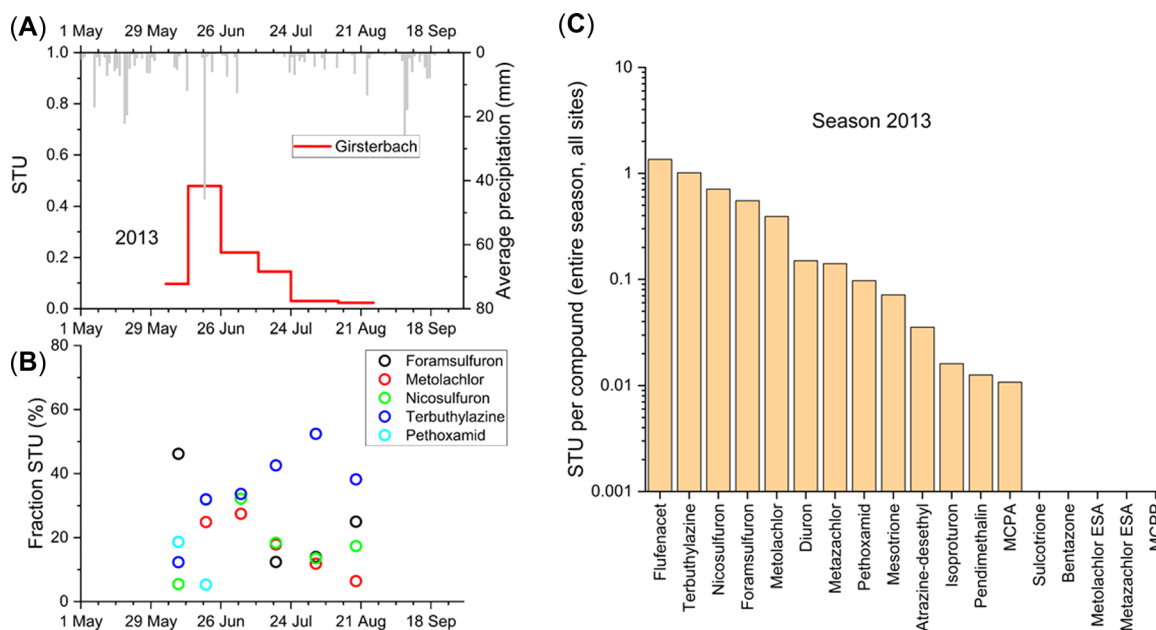 (A)
1 May 29 May 26 Jun 24 Jul 21 Aug 18 Sep
1.0
0.8
0.6
0.4
0.2
0.0
STU
0
20
40
60
80
Average precipitation (mm)
Girsterbach
2013
1 May 29 May 26 Jun 24 Jul 21 Aug 18 Sep
(B)
80
60
40
20
0
Fraction STU (%)
Foramsulfuron
Metolachlor
Nicosulfuron
Terbuthylazine
Pethoxamid
1 May 29 May 26 Jun 24 Jul 21 Aug 18 Sep
(C)
10
1
0.1
0.01
0.001
STU per compound (entire season, all sites)
Season 2013
Flufenacet
Terbuthylazine
Nicosulfuron
Foramsulfuron
Metolachlor
Diuron
Metazachlor
Pethoxamid
Mesotrione
Atrazine-desethyl
Isoproturon
Pendimethalin
MCPA
Sulcotrione
Bentazone
Metolachlor ESA
Metazachlor ESA
MCPP